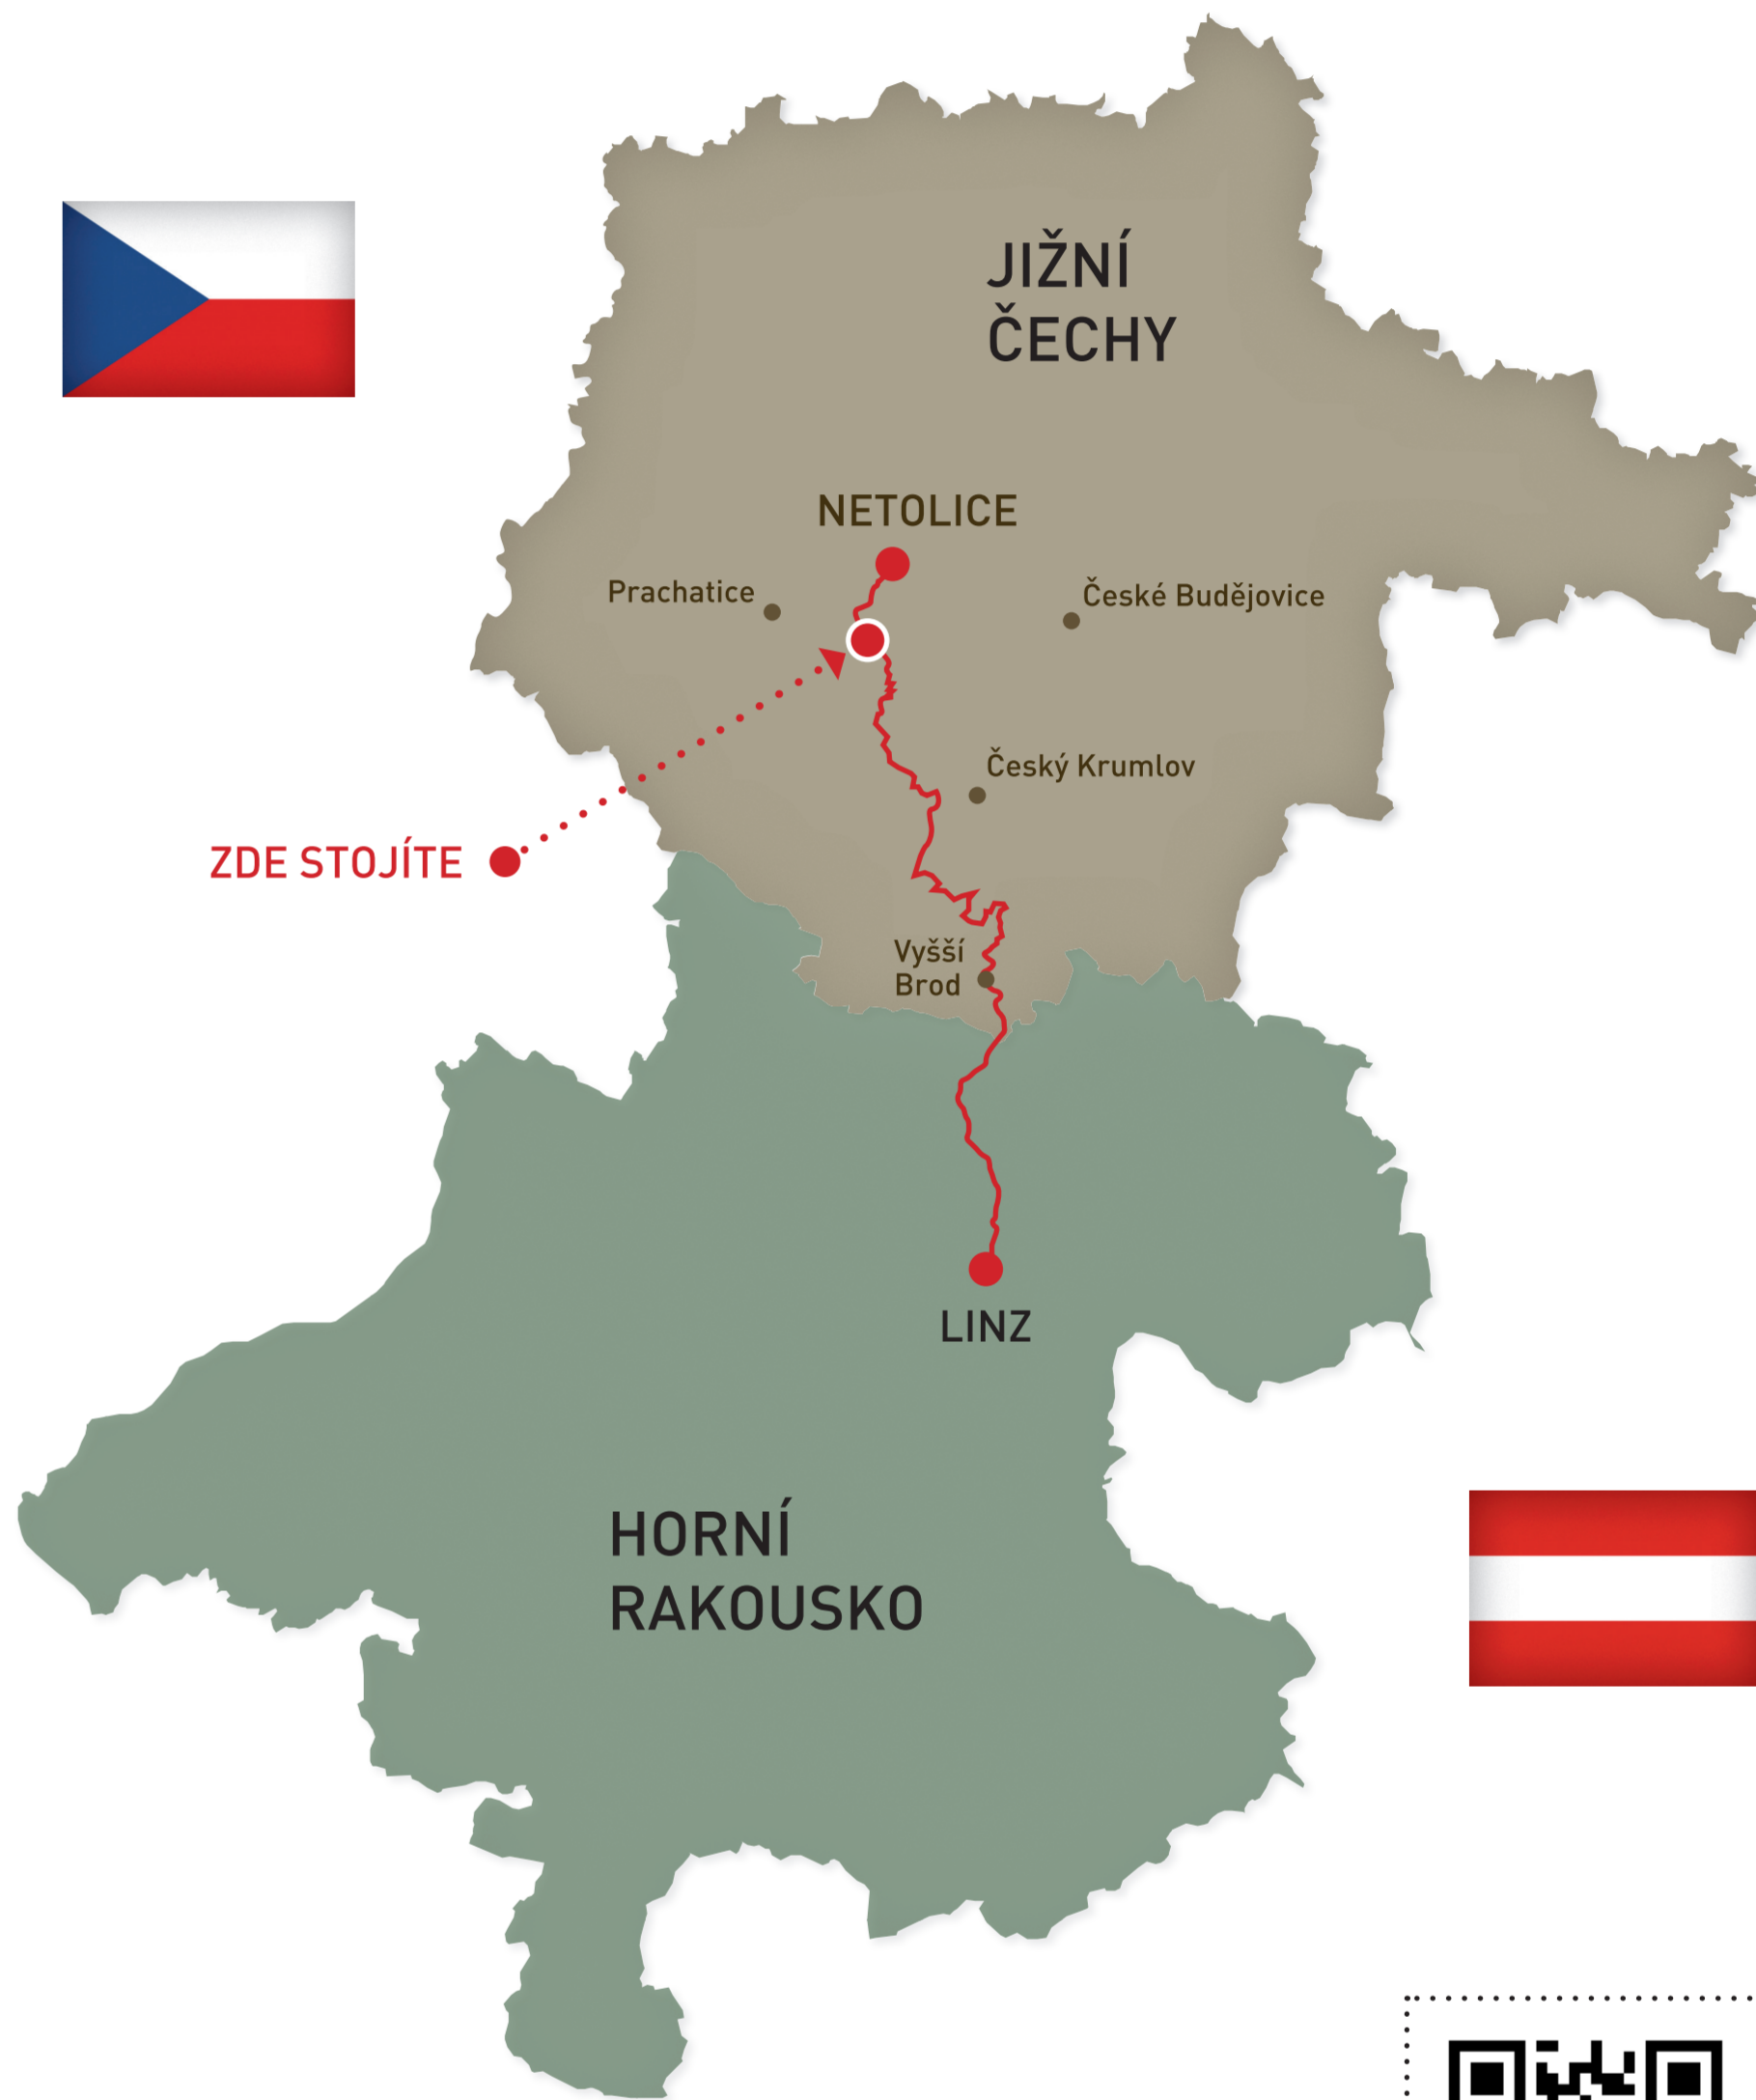 JIŽNÍ
ČECHY
NETOLICE
Prachatice
České Budějovice
Český Krumlov
ZDE STOJÍTE
Vyšší
Brod
LINZ
HORNÍ
RAKOUSKO